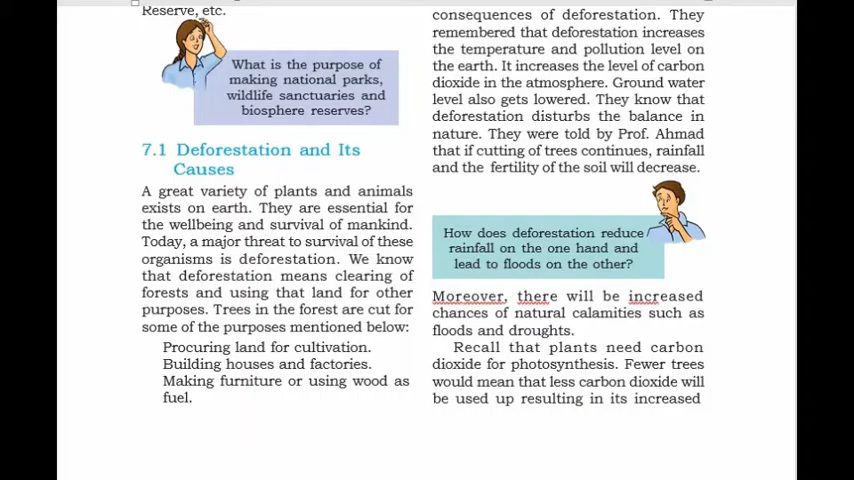 Reserve, etc.
What is the purpose of
making national parks,
wildlife sanctuaries and
biosphere reserves?
7.1 Deforestation and Its
Causes
A great variety of plants and animals
exists on earth. They are essential for
the wellbeing and survival of mankind.
Today, a major threat to survival of these
organisms is deforestation. We know
that deforestation means clearing of
forests and using that land for other
purposes. Trees in the forest are cut for
some of the purposes mentioned below:
Procuring land for cultivation.
Building houses and factories.
Making furniture or using wood as
fuel.
consequences of deforestation. They
remembered that deforestation increases
the temperature and pollution level on
the earth. It increases the level of carbon
dioxide in the atmosphere. Ground water
level also gets lowered. They know that
deforestation disturbs the balance in
nature. They were told by Prof. Ahmad
that if cutting of trees continues, rainfall
and the fertility of the soil will decrease.
How does deforestation reduce
rainfall on the one hand and
lead to floods on the other?
Moreover, there will be increased
chances of natural calamities such as
floods and droughts.
Recall that plants need carbon
dioxide for photosynthesis. Fewer trees
would mean that less carbon dioxide will
be used up resulting in its increased